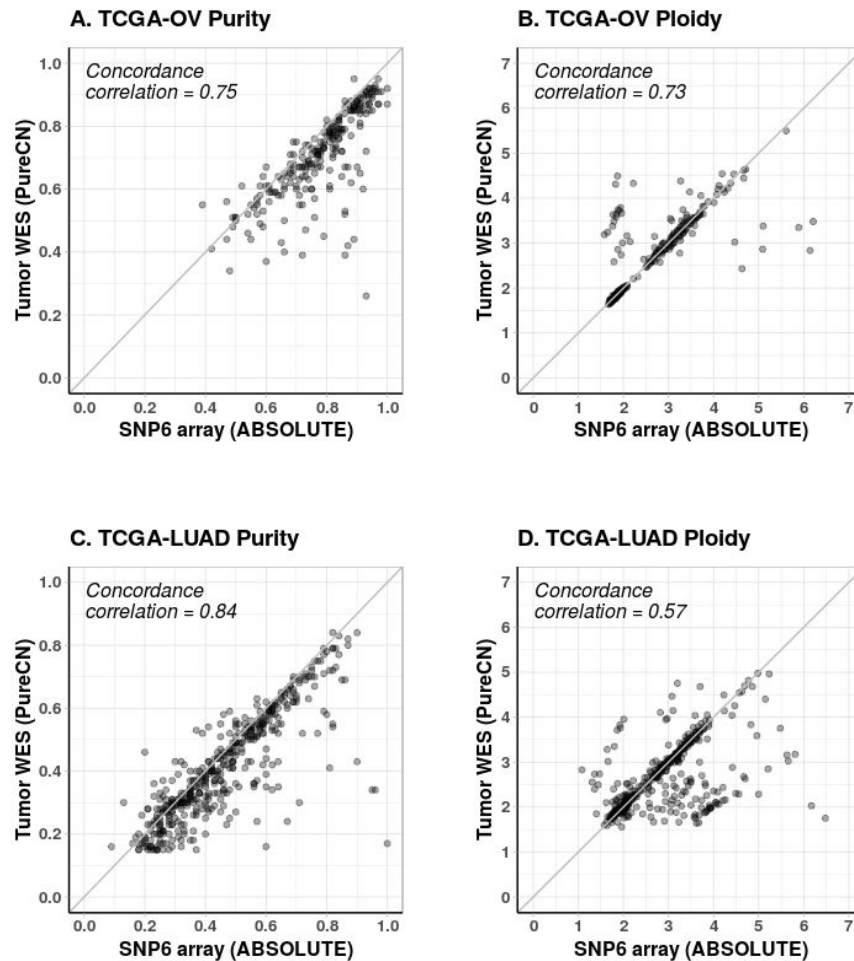 A. TCGA-OV Purity
Concordance
correlation = 0.75
Tumor WES (PureCN)
1.0
0.8
0.6
0.4
0.2
0.0
0.0 0.2 0.4 0.6 0.8 1.0
SNP6 array (ABSOLUTE)
B. TCGA-OV Ploidy
Concordance
correlation = 0.73
Tumor WES (PureCN)
7
6
5
4
3
2
1
0
0 1 2 3 4 5 6 7
SNP6 array (ABSOLUTE)
C. TCGA-LUAD Purity
Concordance
correlation = 0.84
Tumor WES (PureCN)
1.0
0.8
0.6
0.4
0.2
0.0
0.0 0.2 0.4 0.6 0.8 1.0
SNP6 array (ABSOLUTE)
D. TCGA-LUAD Ploidy
Concordance
correlation = 0.57
Tumor WES (PureCN)
7
6
5
4
3
2
1
0
0 1 2 3 4 5 6 7
SNP6 array (ABSOLUTE)